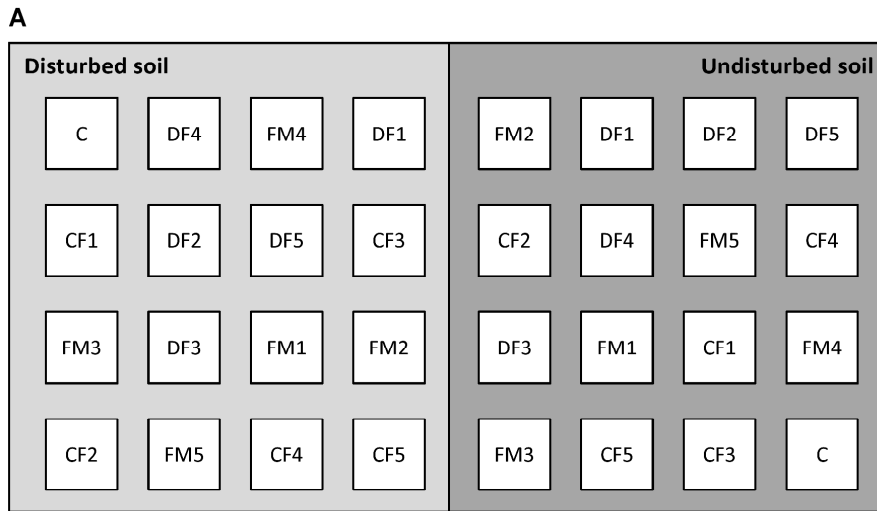 A
Disturbed soil
Undisturbed soil
C DF4 FM4 DF1 FM2 DF1 DF2 DF5
CF1 DF2 DF5 CF3 CF2 DF4 FM5 CF4
FM3 DF3 FM1 FM2 DF3 FM1 CF1 FM4
CF2 FM5 CF4 CF5 FM3 CF5 CF3 C